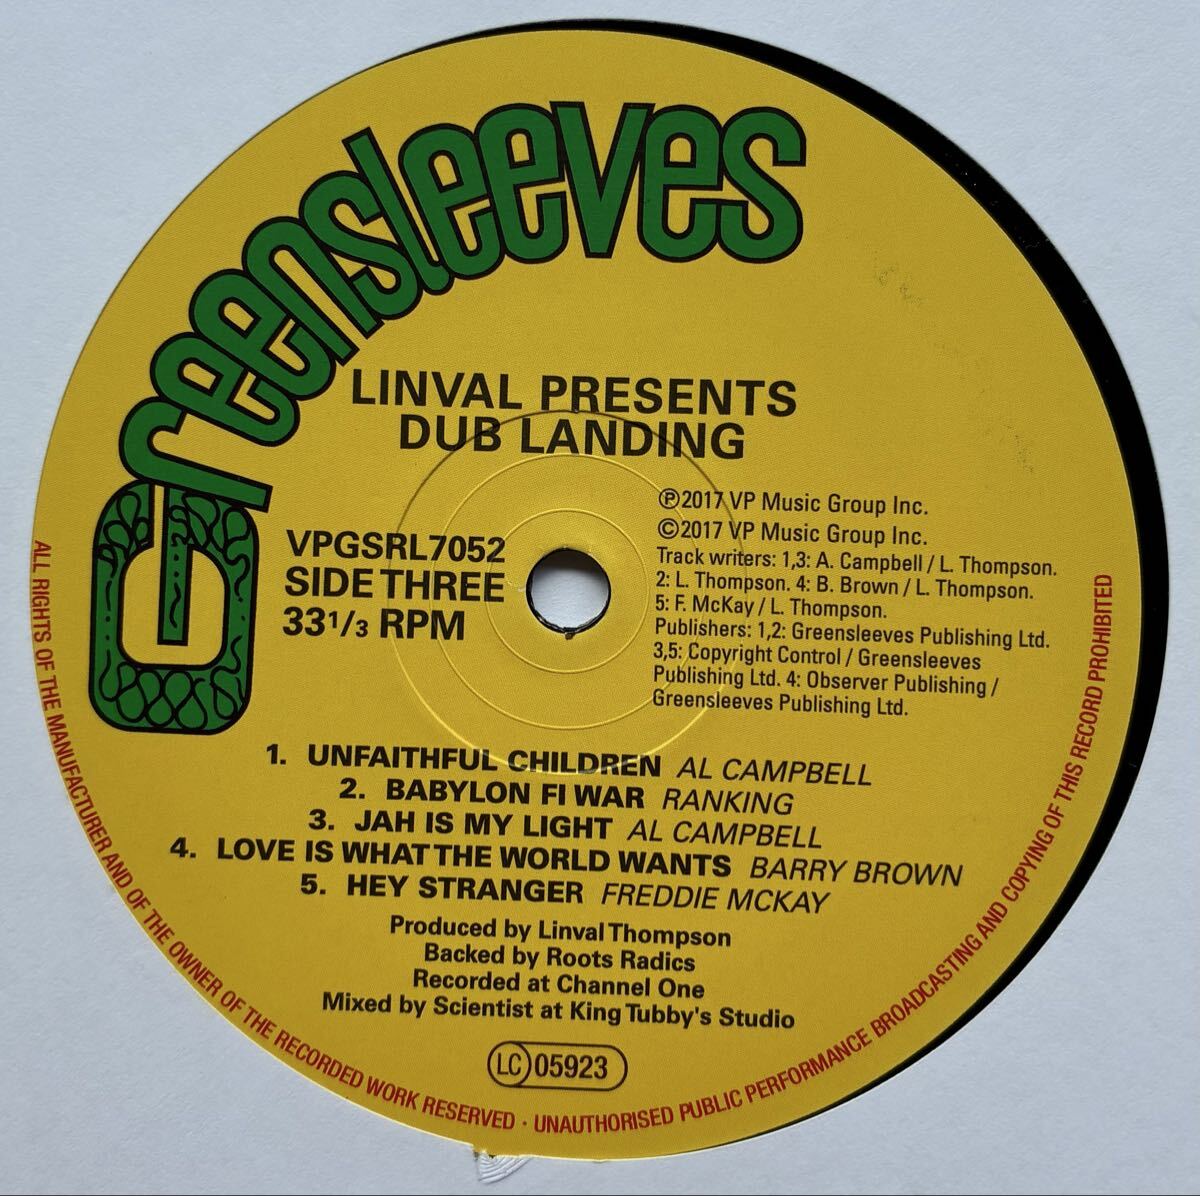 Greensleeves
LINVAL PRESENTS
DUB LANDING
VPGSRL7052
SIDE THREE
33 1/3 RPM
℗2017 VP Music Group Inc.
©2017 VP Music Group Inc.
Track writers: 1,3: A. Campbell / L. Thompson.
2: L. Thompson. 4: B. Brown / L. Thompson.
5: F. McKay / L. Thompson.
Publishers: 1,2: Greensleeves Publishing Ltd.
3,5: Copyright Control / Greensleeves
Publishing Ltd. 4: Observer Publishing /
Greensleeves Publishing Ltd.
1. UNFAITHFUL CHILDREN AL CAMPBELL
2. BABYLON FI WAR RANKING
3. JAH IS MY LIGHT AL CAMPBELL
4. LOVE IS WHAT THE WORLD WANTS BARRY BROWN
5. HEY STRANGER FREDDIE MCKAY
Produced by Linval Thompson
Backed by Roots Radics
Recorded at Channel One
Mixed by Scientist at King Tubby's Studio
LC 05923
ALL RIGHTS OF THE MANUFACTURER AND OF THE OWNER OF THE RECORDED WORK RESERVED · UNAUTHORISED PUBLIC PERFORMANCE BROADCASTING AND COPYING OF THIS RECORD PROHIBITED